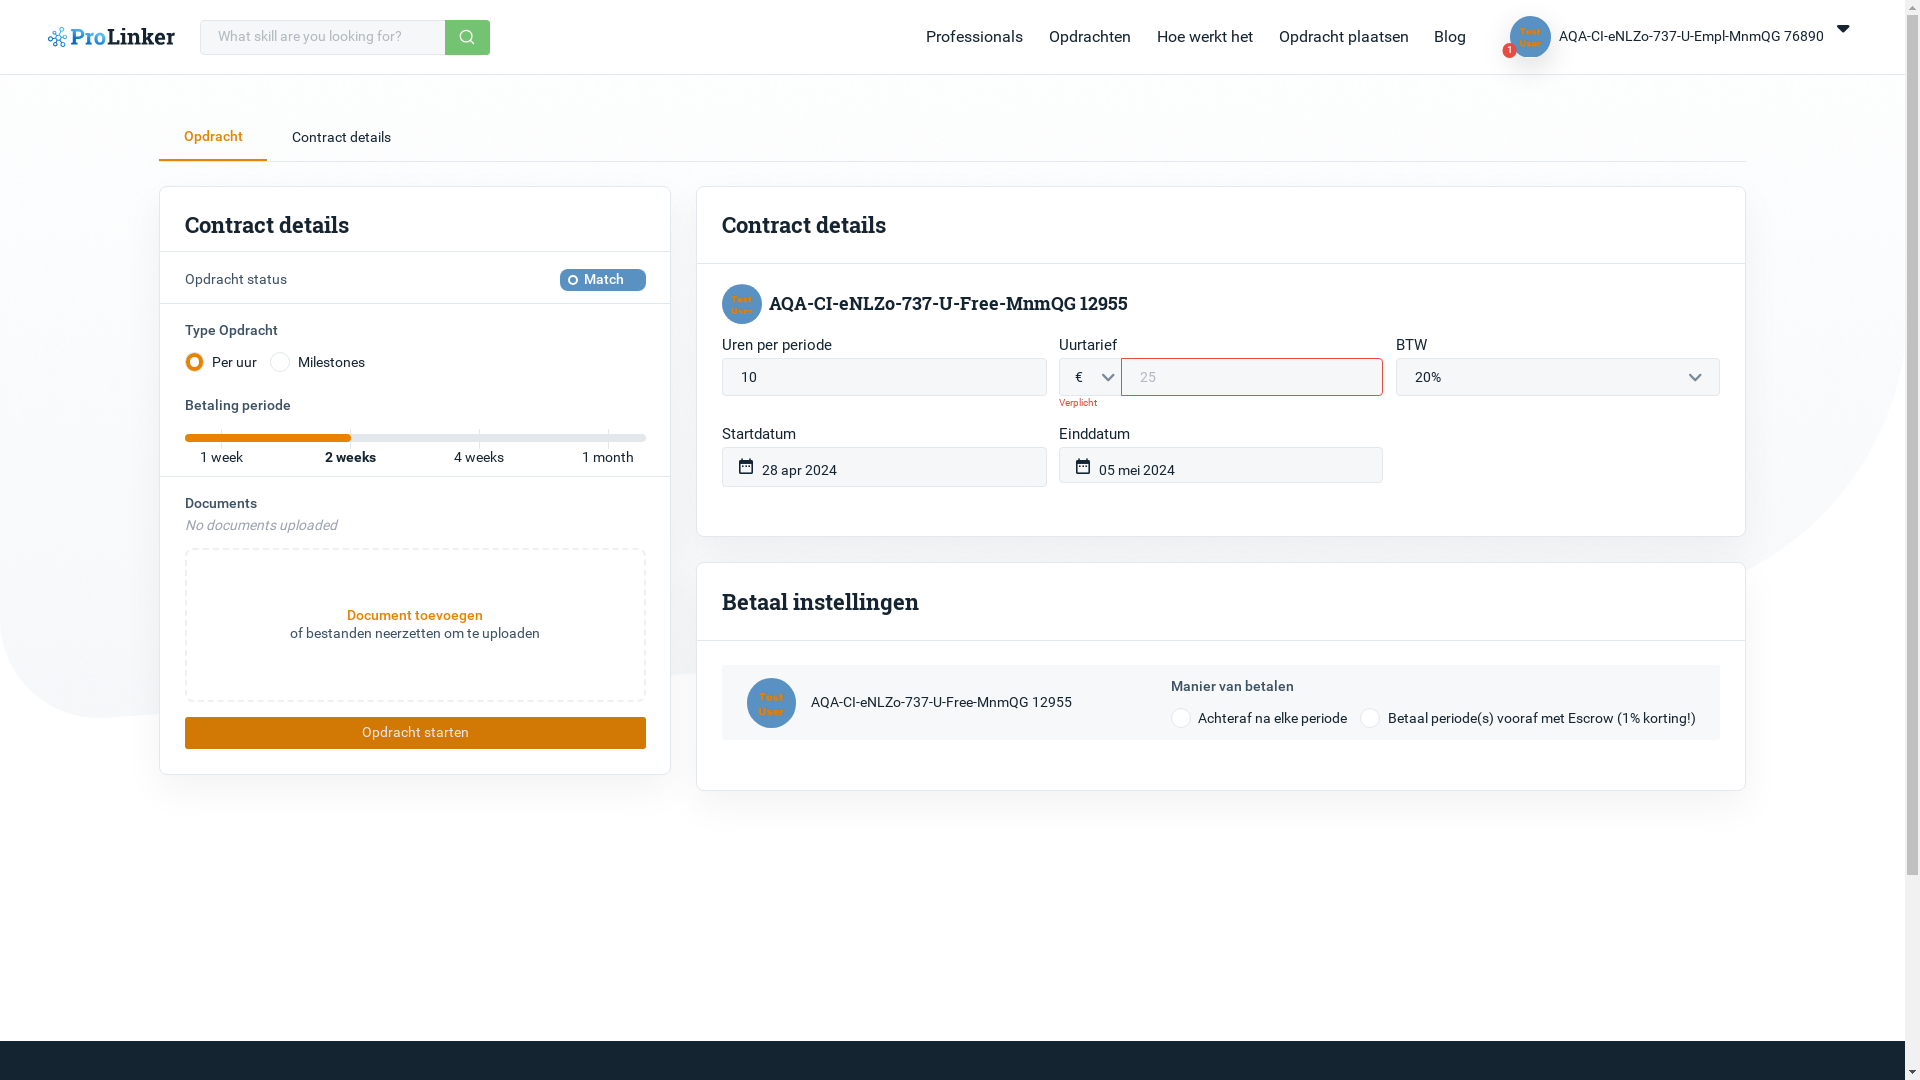 ProLinker
What skill are you looking for?
Professionals
Opdrachten
Hoe werkt het
Opdracht plaatsen
Blog
Test
User
1
AQA-CI-eNLZo-737-U-Empl-MnmQG 76890
Opdracht
Contract details
Contract details
Opdracht status
Match
Type Opdracht
Per uur
Milestones
Betaling periode
1 week
2 weeks
4 weeks
1 month
Documents
No documents uploaded
Document toevoegen
of bestanden neerzetten om te uploaden
Opdracht starten
Contract details
Test
User
AQA-CI-eNLZo-737-U-Free-MnmQG 12955
Uren per periode
10
Uurtarief
€
25
Verplicht
BTW
20%
Startdatum
28 apr 2024
Einddatum
05 mei 2024
Betaal instellingen
Test
User
AQA-CI-eNLZo-737-U-Free-MnmQG 12955
Manier van betalen
Achteraf na elke periode
Betaal periode(s) vooraf met Escrow (1% korting!)